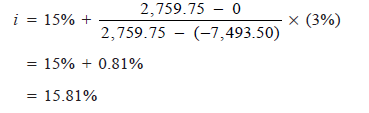 i = 15% + (2,759.75 − 0) / (2,759.75 − (−7,493.50)) × (3%)
= 15% + 0.81%
= 15.81%